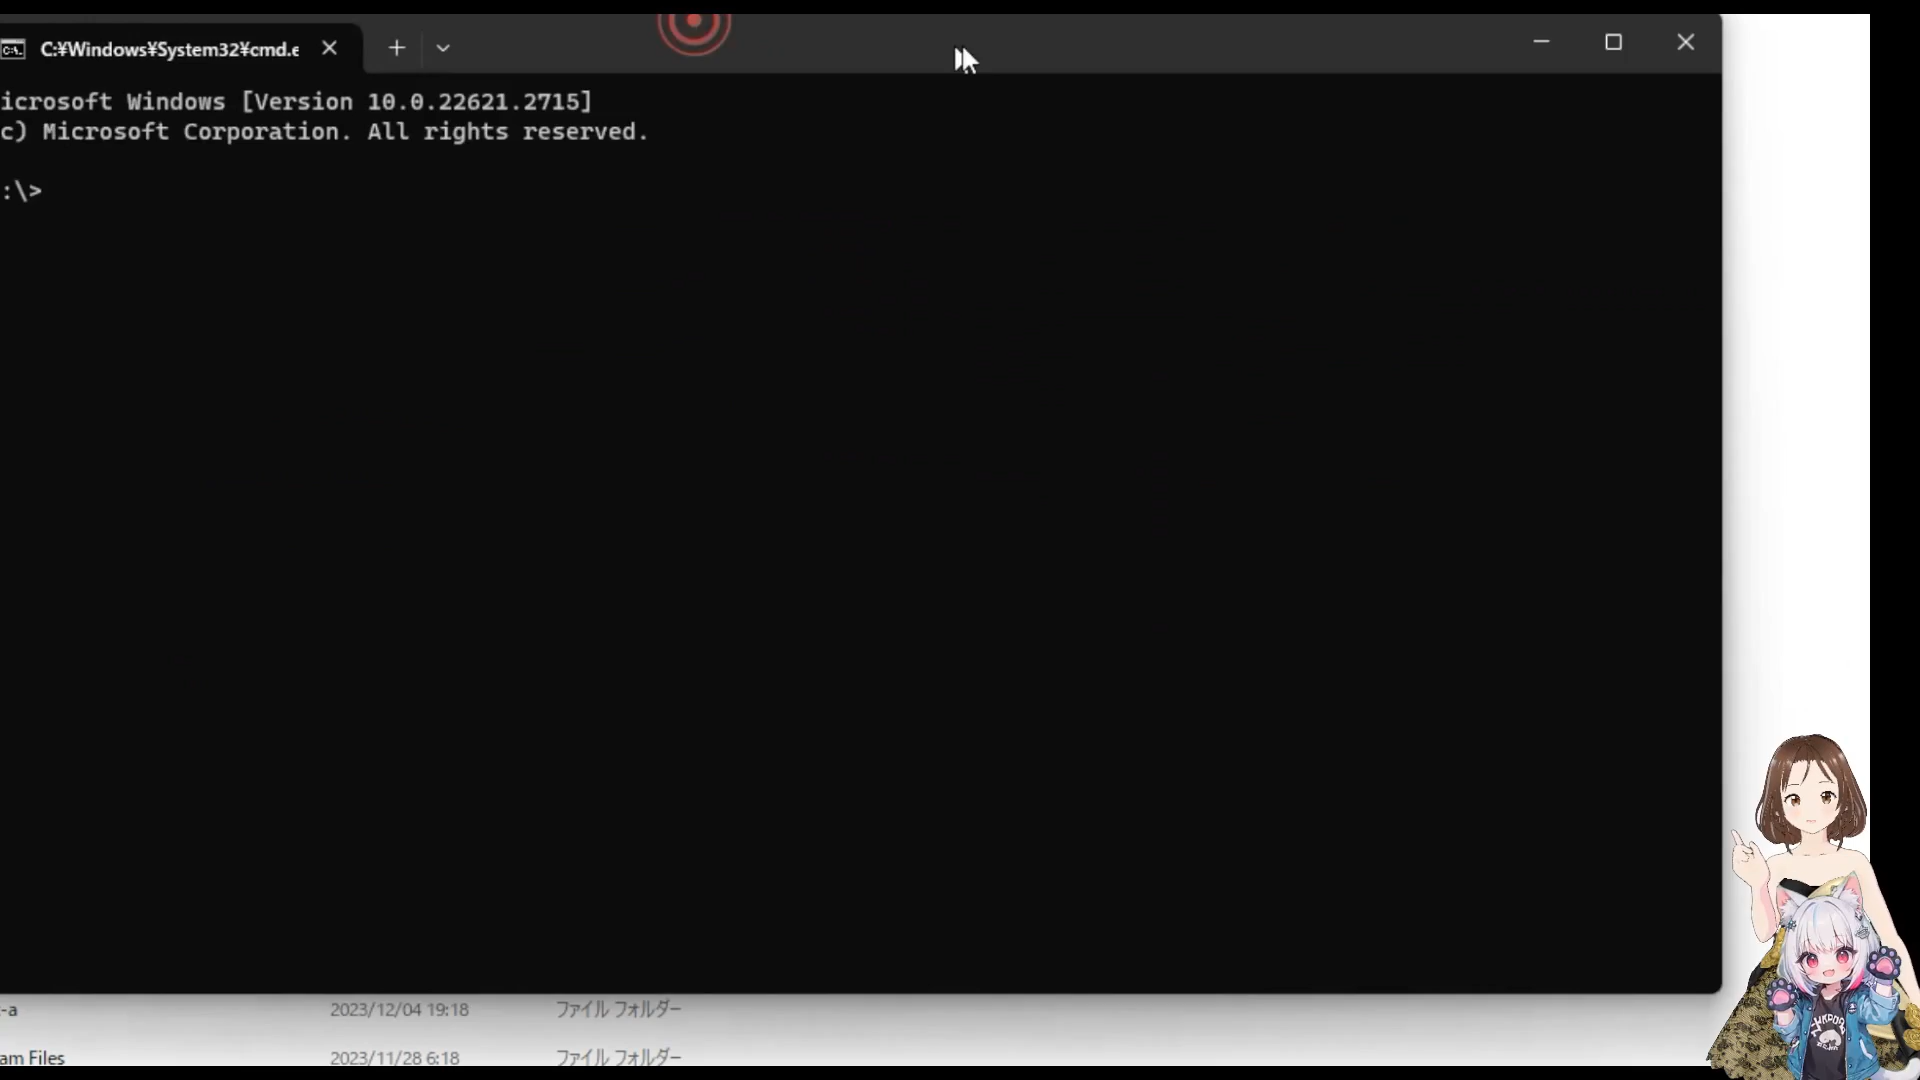 C:¥Windows¥System32¥cmd.e
icrosoft Windows [Version 10.0.22621.2715]
c) Microsoft Corporation. All rights reserved.
:\>
-a 2023/12/04 19:18 ファイル フォルダー
am Files 2023/11/28 6:18 ファイル フォルダー